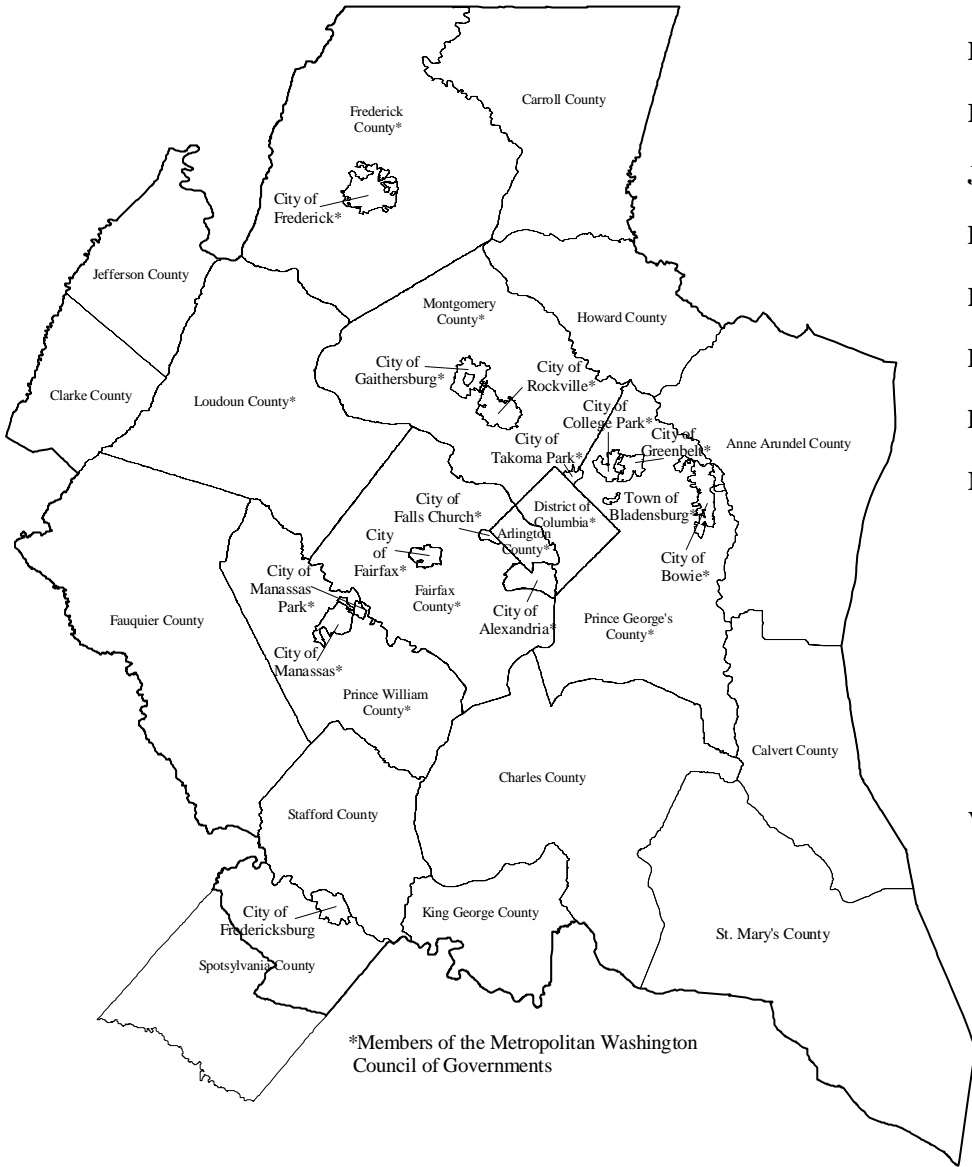 Carroll County
Frederick
County*
City of
Frederick*
Jefferson County
Montgomery
County*
Howard County
City of
Gaithersburg*
City of
Rockville*
Clarke County
Loudoun County*
City of
College Park*
City of
Greenbelt*
Anne Arundel County
City of
Takoma Park*
City of
Falls Church*
District of
Columbia*
Town of
Bladensburg*
Arlington
County*
City
of
Fairfax*
City of
Bowie*
City of
Manassas
Park*
Fairfax
County*
City of
Alexandria*
Prince George's
County*
Fauquier County
City of
Manassas*
Prince William
County*
Calvert County
Charles County
Stafford County
City of
Fredericksburg
King George County
St. Mary's County
Spotsylvania County
*Members of the Metropolitan Washington
Council of Governments